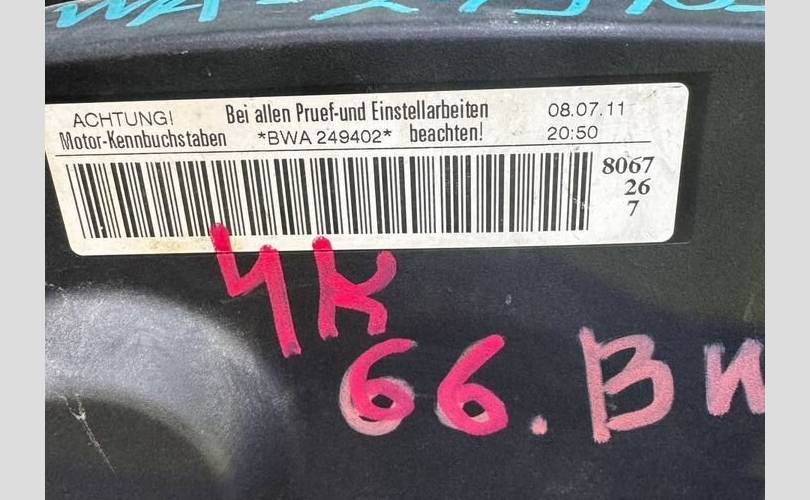 ACHTUNG! Bei allen Pruef-und Einstellarbeiten 08.07.11
Motor-Kennbuchstaben *BWA 249402* beachten! 20:50
8067
26
7
4K
66.BW